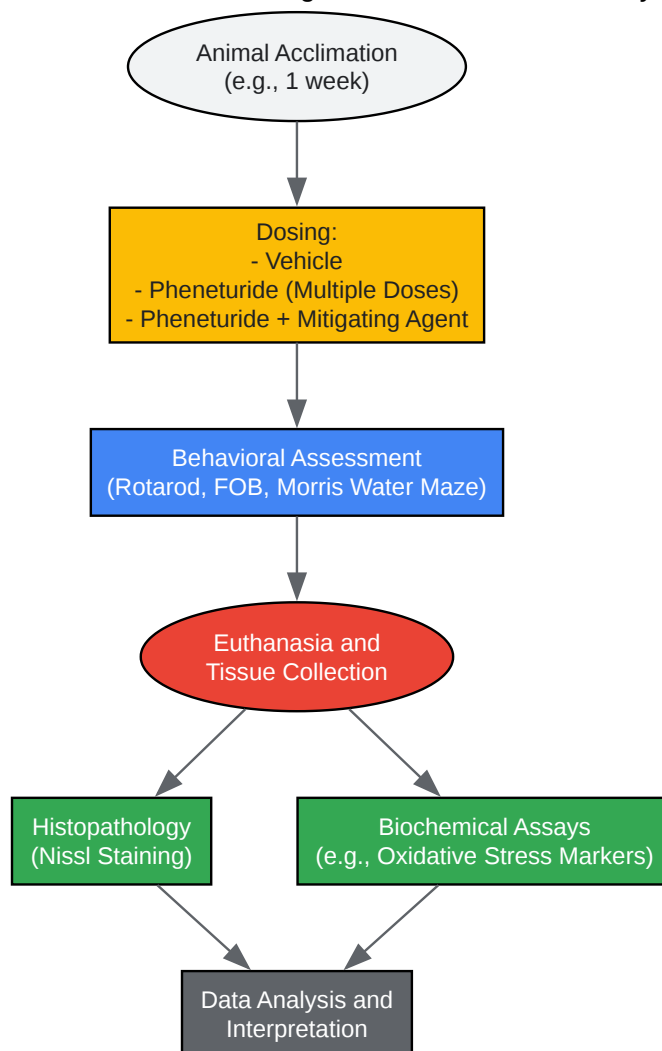 Animal Acclimation
(e.g., 1 week)
Dosing:
- Vehicle
- Pheneturide (Multiple Doses)
- Pheneturide + Mitigating Agent
Behavioral Assessment
(Rotarod, FOB, Morris Water Maze)
Euthanasia and
Tissue Collection
Histopathology
(Nissl Staining)
Biochemical Assays
(e.g., Oxidative Stress Markers)
Data Analysis and
Interpretation